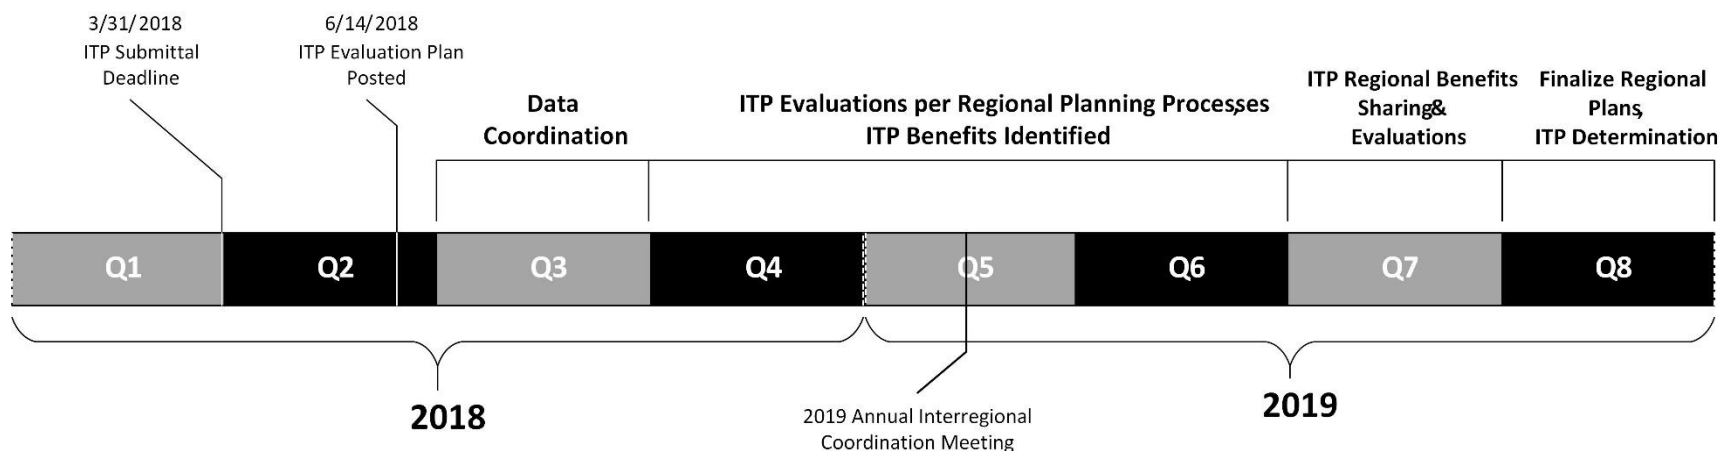 3/31/2018
ITP Submittal
Deadline
6/14/2018
ITP Evaluation Plan
Posted
Data
Coordination
ITP Evaluations per Regional Planning Processes,
ITP Benefits Identified
ITP Regional Benefits
Sharing&
Evaluations
Finalize Regional
Plans,
ITP Determination
Q1
Q2
Q3
Q4
Q5
Q6
Q7
Q8
2018
2019
2019 Annual Interregional
Coordination Meeting